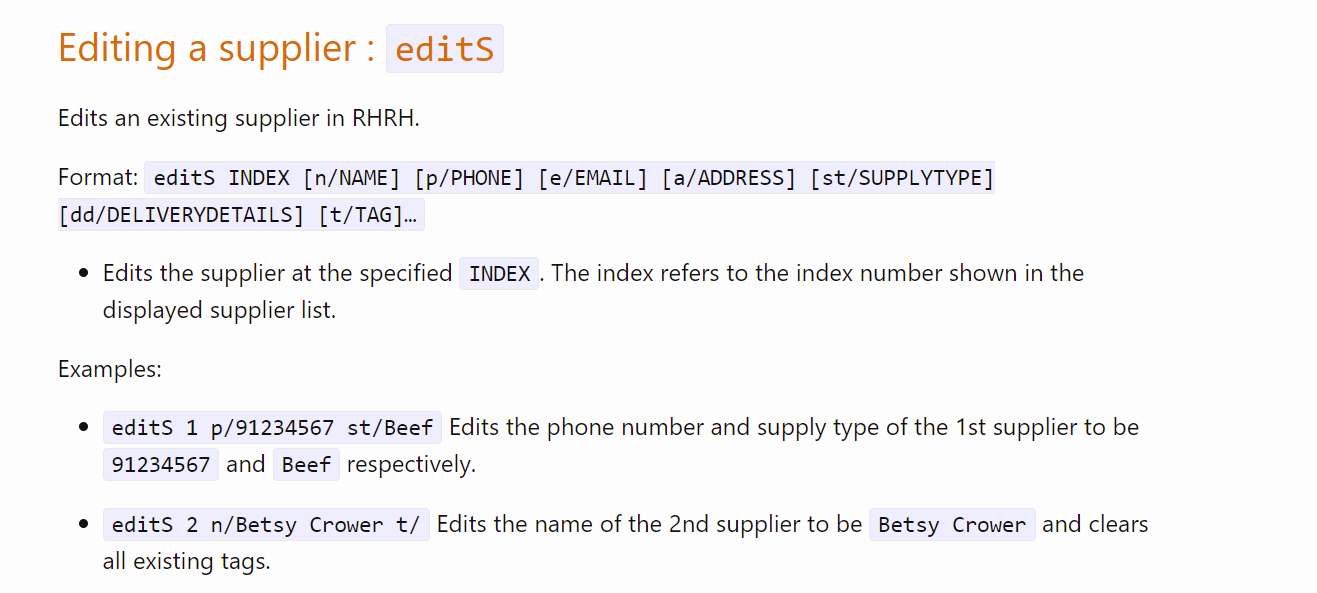 Editing a supplier : editS
Edits an existing supplier in RHRH.
Format: editS INDEX [n/NAME] [p/PHONE] [e/EMAIL] [a/ADDRESS] [st/SUPPLYTYPE]
[dd/DELIVERYDETAILS] [t/TAG]…
• Edits the supplier at the specified INDEX. The index refers to the index number shown in the
displayed supplier list.
Examples:
• editS 1 p/91234567 st/Beef Edits the phone number and supply type of the 1st supplier to be
91234567 and Beef respectively.
• editS 2 n/Betsy Crower t/ Edits the name of the 2nd supplier to be Betsy Crower and clears
all existing tags.